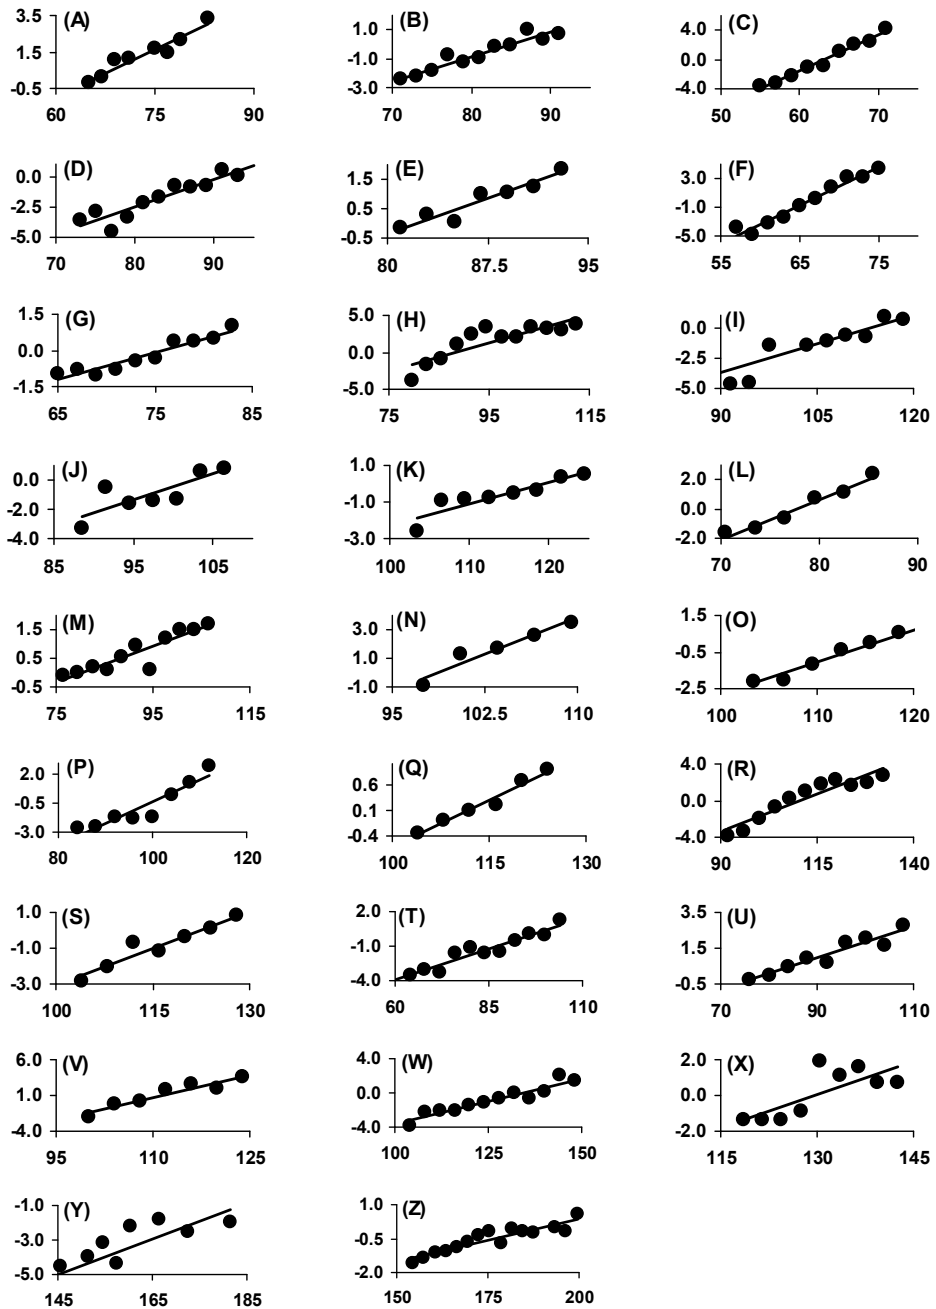 (A) (B) (C)
3.5 1.0 4.0
1.5 -1.0 0.0
-0.5 -3.0 -4.0
60 75 90 70 80 90 50 60 70
(D) (E) (F)
0.0 1.5 3.0
-2.5 0.5 -1.0
-5.0 -0.5 -5.0
70 80 90 80 87.5 95 55 65 75
(G) (H) (I)
1.5 5.0 0.0
0.0 0.0 -2.5
-1.5 -5.0 -5.0
65 75 85 75 95 115 90 105 120
(J) (K) (L)
0.0 1.0 2.0
-2.0 -1.0 0.0
-4.0 -3.0 -2.0
85 95 105 100 110 120 70 80 90
(M) (N) (O)
1.5 3.0 1.5
0.5 1.0 -0.5
-0.5 -1.0 -2.5
75 95 115 95 102.5 110 100 110 120
(P) (Q) (R)
2.0 0.6 4.0
-0.5 0.1 0.0
-3.0 -0.4 -4.0
80 100 120 100 115 130 90 115 140
(S) (T) (U)
1.0 2.0 3.5
-1.0 -1.0 1.5
-3.0 -4.0 -0.5
100 115 130 60 85 110 70 90 110
(V) (W) (X)
6.0 4.0 2.0
1.0 0.0 0.0
-4.0 -4.0 -2.0
95 110 125 100 125 150 115 130 145
(Y) (Z)
-1.0 1.0
-3.0 -0.5
-5.0 -2.0
145 165 185 150 175 200